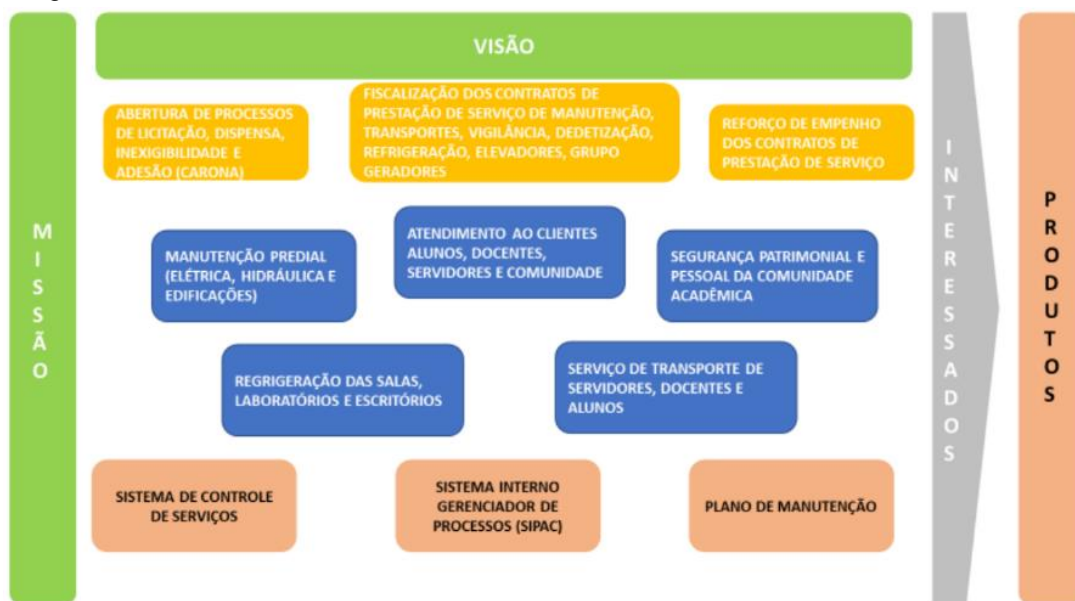 MISSÃO
VISÃO
ABERTURA DE PROCESSOS
DE LICITAÇÃO, DISPENSA,
INEXIGIBILIDADE E
ADESÃO (CARONA)
FISCALIZAÇÃO DOS CONTRATOS DE
PRESTAÇÃO DE SERVIÇO DE MANUTENÇÃO,
TRANSPORTES, VIGILÂNCIA, DEDETIZAÇÃO,
REFRIGERAÇÃO, ELEVADORES, GRUPO
GERADORES
REFORÇO DE EMPENHO
DOS CONTRATOS DE
PRESTAÇÃO DE SERVIÇO
MANUTENÇÃO PREDIAL
(ELÉTRICA, HIDRÁULICA E
EDIFICAÇÕES)
ATENDIMENTO AO CLIENTES
ALUNOS, DOCENTES,
SERVIDORES E COMUNIDADE
SEGURANÇA PATRIMONIAL E
PESSOAL DA COMUNIDADE
ACADÊMICA
REGRIGERAÇÃO DAS SALAS,
LABORATÓRIOS E ESCRITÓRIOS
SERVIÇO DE TRANSPORTE DE
SERVIDORES, DOCENTES E
ALUNOS
SISTEMA DE CONTROLE
DE SERVIÇOS
SISTEMA INTERNO
GERENCIADOR DE
PROCESSOS (SIPAC)
PLANO DE MANUTENÇÃO
INTERESSADOS
PRODUTOS